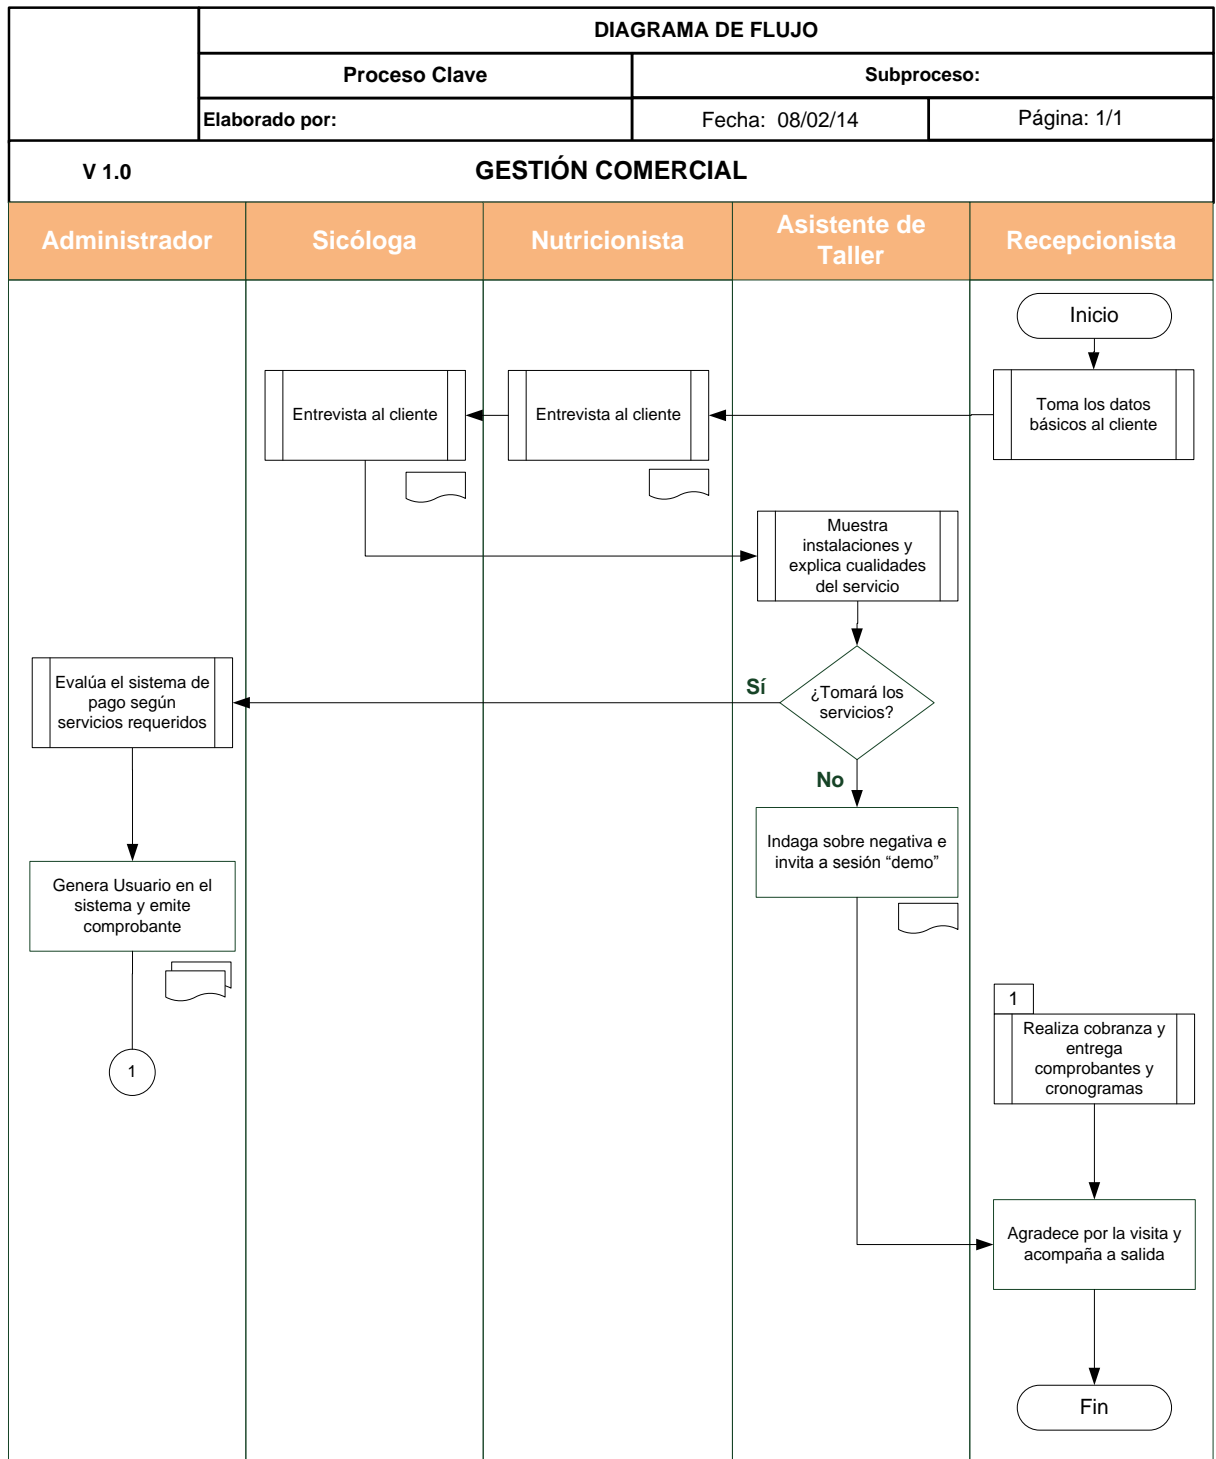 DIAGRAMA DE FLUJO
Proceso Clave
Subproceso:
Elaborado por:
Fecha: 08/02/14
Página: 1/1
V 1.0
GESTIÓN COMERCIAL
Administrador
Sicóloga
Nutricionista
Asistente de
Taller
Recepcionista
Inicio
Toma los datos
básicos al cliente
Entrevista al cliente
Entrevista al cliente
Muestra
instalaciones y
explica cualidades
del servicio
¿Tomará los
servicios?
Sí
No
Evalúa el sistema de
pago según
servicios requeridos
Indaga sobre negativa e
invita a sesión “demo”
Genera Usuario en el
sistema y emite
comprobante
1
1
Realiza cobranza y
entrega
comprobantes y
cronogramas
Agradece por la visita y
acompaña a salida
Fin